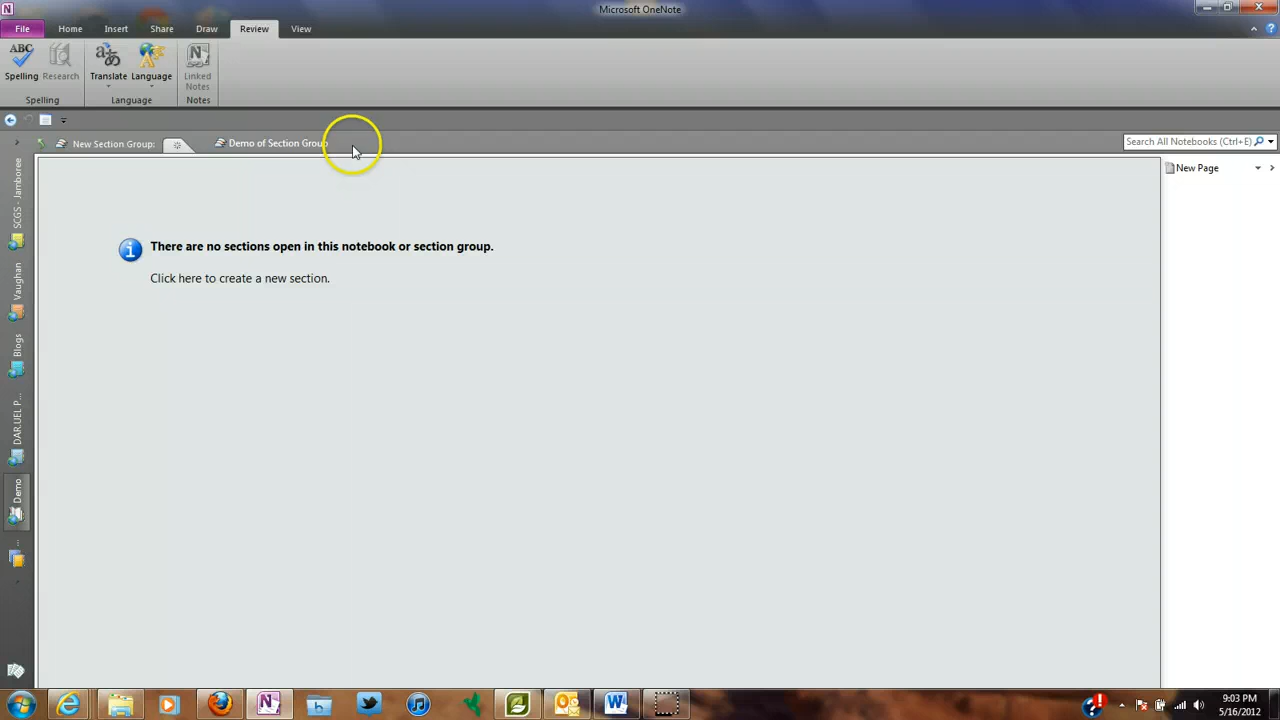 Microsoft OneNote
File Home Insert Share Draw Review View
ABC
Spelling Research Translate Language Linked Notes
Spelling Language Notes
New Section Group: Demo of Section Group
Search All Notebooks (Ctrl+E)
New Page
SCGS - Jamboree
Vaughan
Blogs
DAR.UEL P...
Demo
There are no sections open in this notebook or section group.
Click here to create a new section.
9:03 PM
5/16/2012